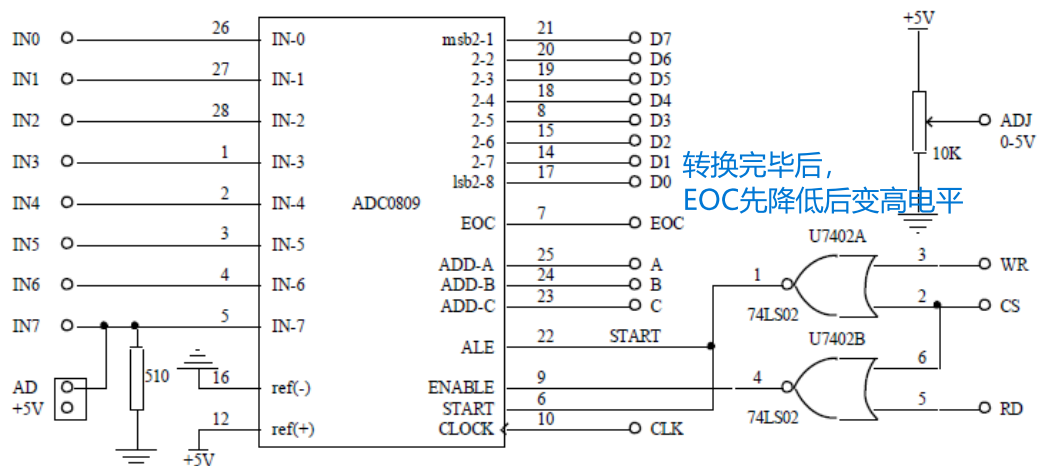 IN0 26 IN-0
IN1 27 IN-1
IN2 28 IN-2
IN3 1 IN-3
IN4 2 IN-4
IN5 3 IN-5
IN6 4 IN-6
IN7 5 IN-7
AD
+5V
510
16 ref(-)
12 ref(+)
+5V
ADC0809
msb2-1 21 D7
2-2 20 D6
2-3 19 D5
2-4 18 D4
2-5 8 D3
2-6 15 D2
2-7 14 D1
lsb2-8 17 D0
EOC 7 EOC
ADD-A 25 A
ADD-B 24 B
ADD-C 23 C
ALE 22 START
ENABLE 9
START 6
CLOCK 10 CLK
转换完毕后，
EOC先降低后变高电平
+5V
ADJ
0-5V
10K
U7402A
1 3 WR
2 CS
74LS02
U7402B
6
4
5 RD
74LS02